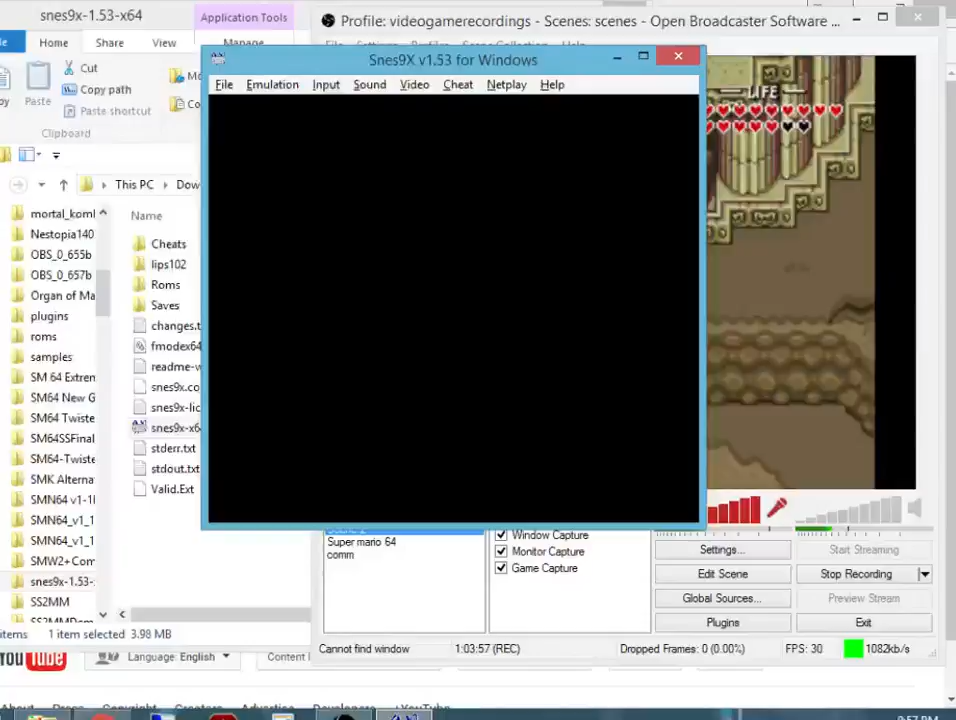 snes9x-1.53-x64
Application Tools
Profile: videogamerecordings - Scenes: scenes - Open Broadcaster Software ...
Home
Share
View
Manage
Snes9X v1.53 for Windows
File Emulation Input Sound Video Cheat Netplay Help
Cut
Copy path
Paste
Paste shortcut
Clipboard
LIFE
This PC
Name
mortal_koml
Nestopia140
OBS_0_655b
OBS_0_657b
Organ of Ma
plugins
roms
samples
SM 64 Extren
SM64 New G
SM64 Twiste
SM64SSFinal
SM64-Twiste
SMK Alterna
SMN64 v1-1
SMN64_v1_1
SMN64_v1_1
SMW2+Com
snes9x-1.53-
SS2MM
Cheats
lips102
Roms
Saves
changes.t
fmodex64
readme-w
snes9x.co
snes9x-lic
snes9x-x6
stderr.txt
stdout.txt
Valid.Ext
1 item selected 3.98 MB
Super mario 64
comm
Window Capture
Monitor Capture
Game Capture
Settings...
Start Streaming
Edit Scene
Stop Recording
Global Sources...
Preview Stream
Plugins
Exit
Cannot find window
1:03:57 (REC)
Dropped Frames: 0 (0.00%)
FPS: 30
1082kb/s
YouTube
Language: English